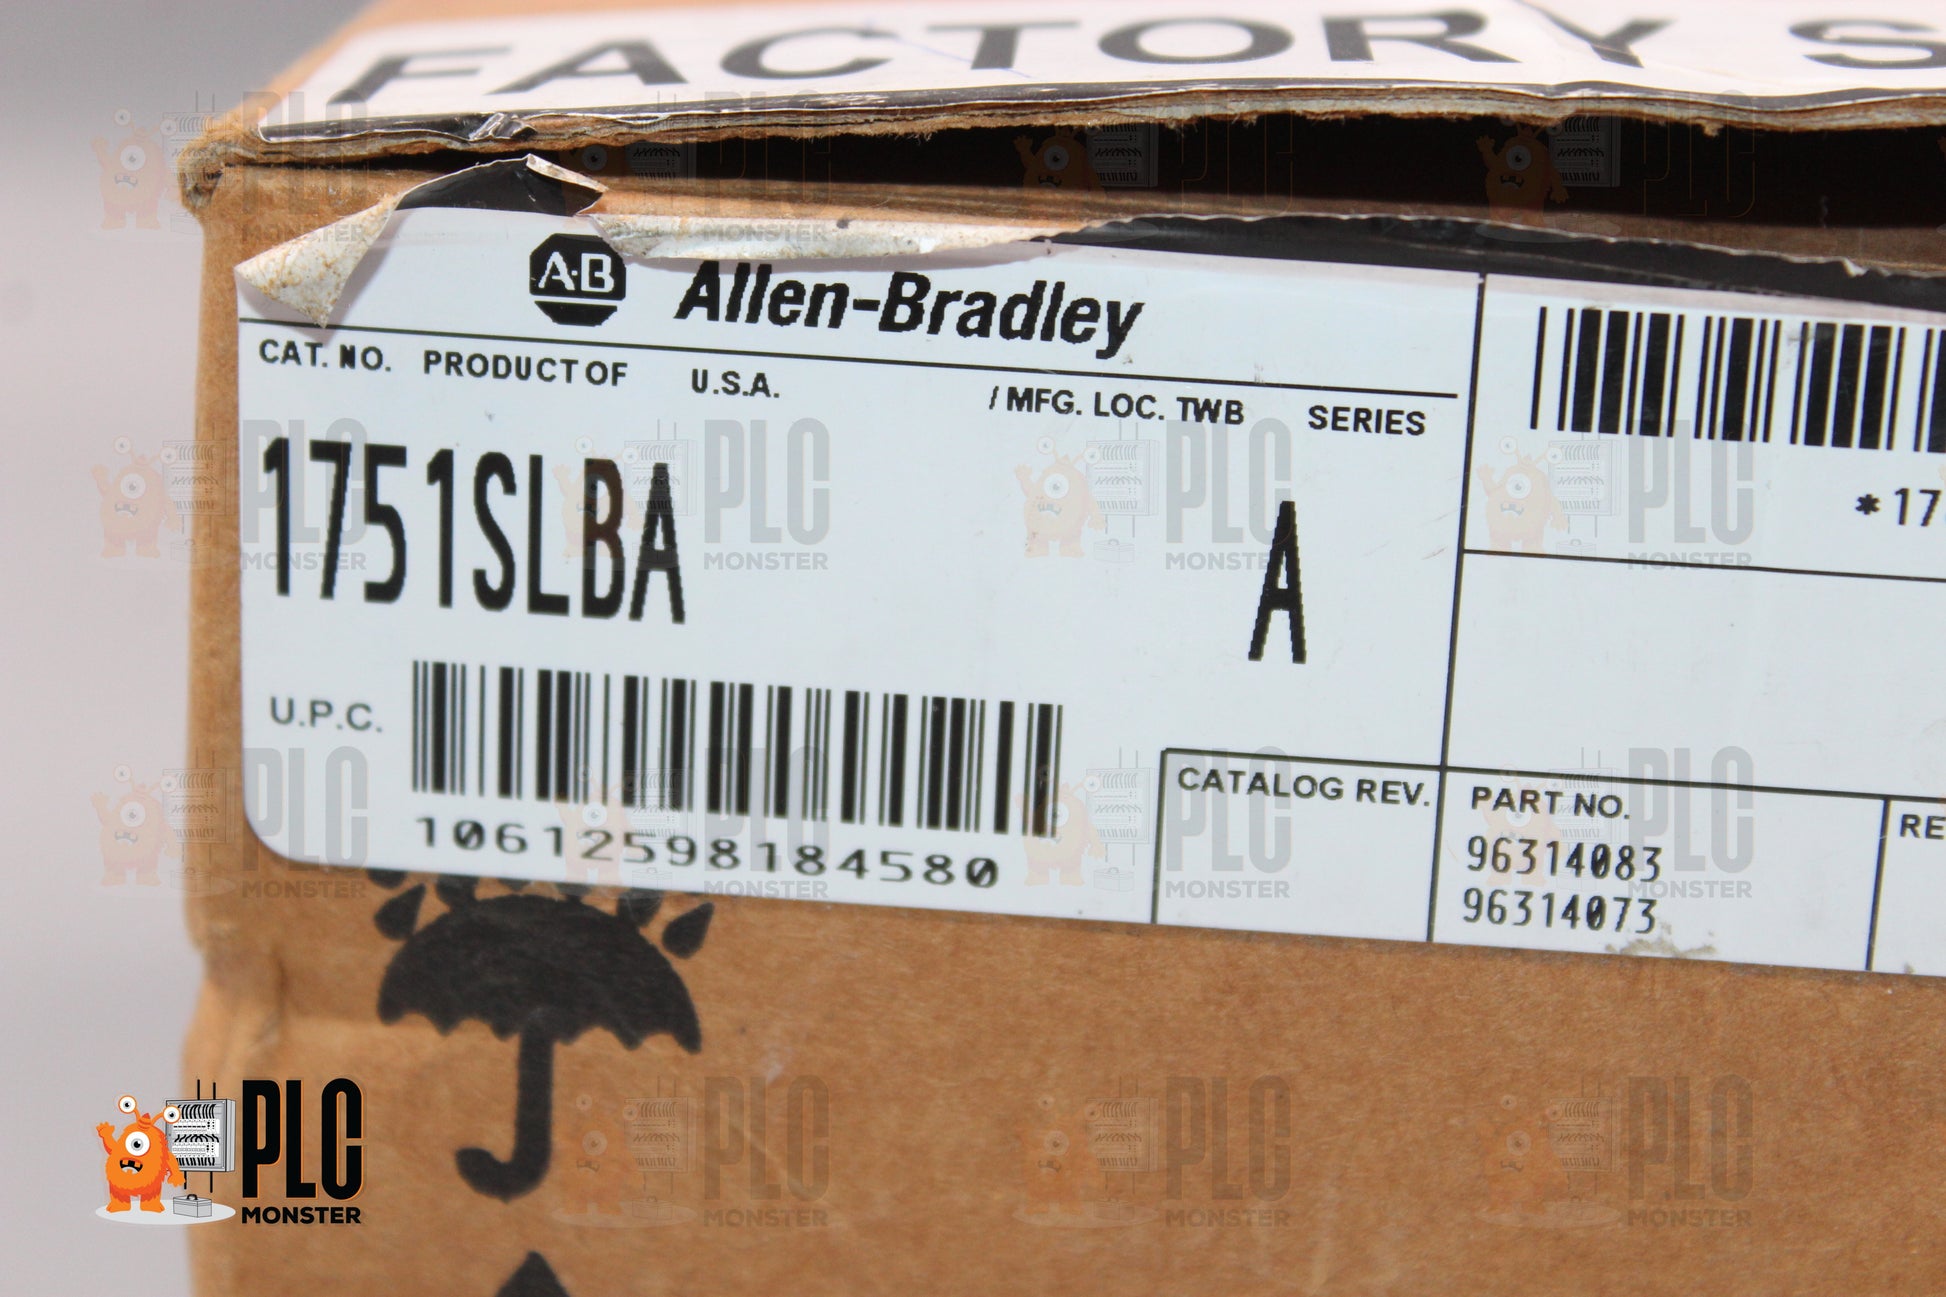 FACTORY S
A·B Allen-Bradley
CAT. NO. PRODUCT OF U.S.A. / MFG. LOC. TWB SERIES
1751SLBA A
*17
U.P.C.
10612598184580
CATALOG REV.
PART NO.
96314083
96314073
RE
PLC
MONSTER